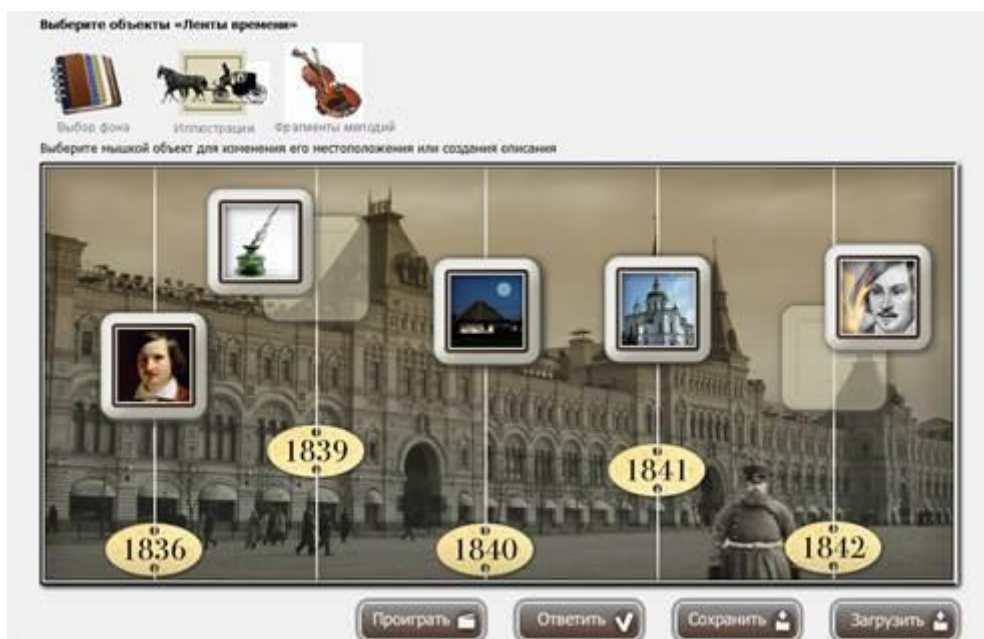 Выберите объекты «Ленты времени»
Выбор фона
Иллюстрации
Фрагменты мелодий
Выберите мышкой объект для изменения его местоположения или создания описания
1839
1841
1836
1840
1842
Проиграть
Ответить
Сохранить
Загрузить